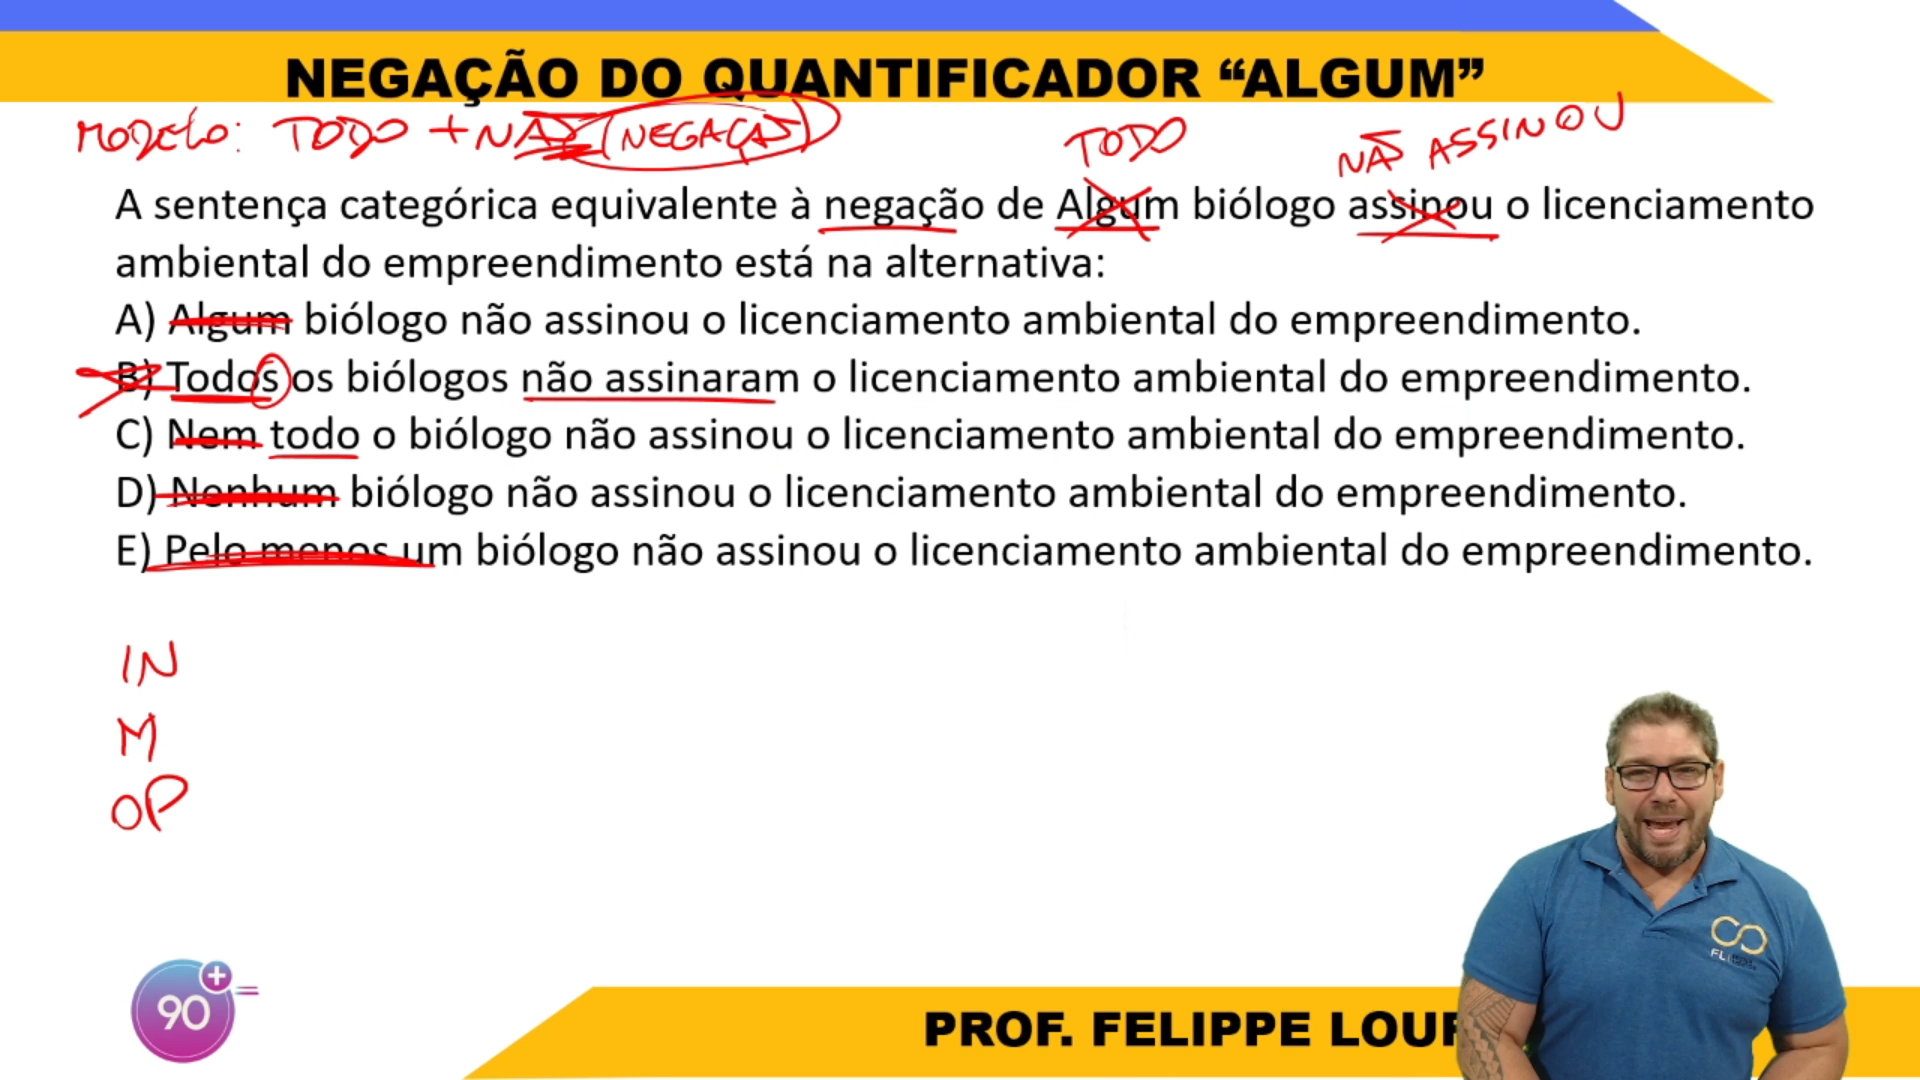 NEGAÇÃO DO QUANTIFICADOR “ALGUM”
MODELO: TODO + NÃO (NEGAÇÃO)
TODO
NÃO ASSINOU
A sentença categórica equivalente à negação de Algum biólogo assinou o licenciamento
ambiental do empreendimento está na alternativa:
A) Algum biólogo não assinou o licenciamento ambiental do empreendimento.
B) Todos os biólogos não assinaram o licenciamento ambiental do empreendimento.
C) Nem todo o biólogo não assinou o licenciamento ambiental do empreendimento.
D) Nenhum biólogo não assinou o licenciamento ambiental do empreendimento.
E) Pelo menos um biólogo não assinou o licenciamento ambiental do empreendimento.
IN
M
OP
90
+
=
PROF. FELIPPE LOU
FL